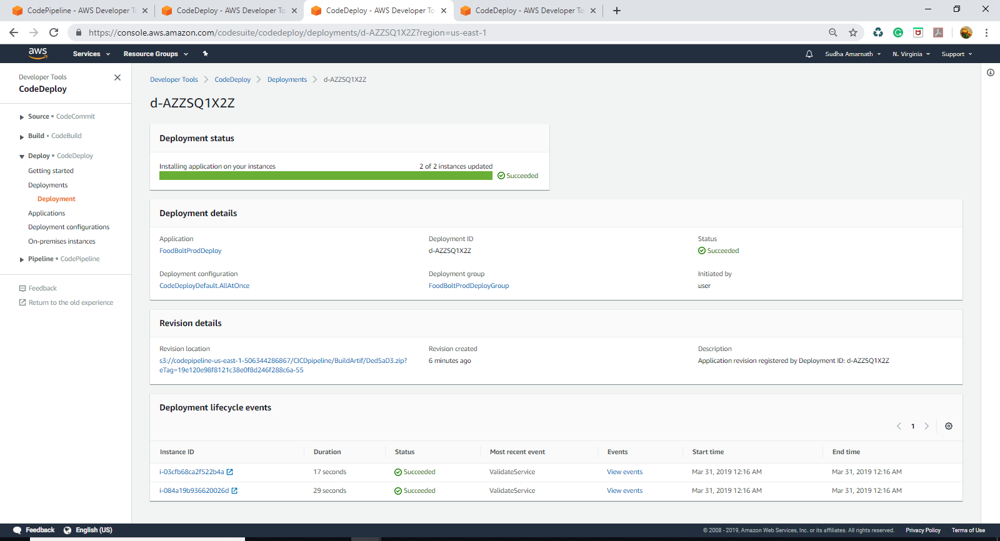 CodePipeline - AWS Developer To
CodeDeploy - AWS Developer To
CodeDeploy - AWS Developer To
CodeDeploy - AWS Developer To
https://console.aws.amazon.com/codesuite/codedeploy/deployments/d-AZZSQ1X2Z?region=us-east-1
aws Services Resource Groups Sudha Amarnath N. Virginia Support
Developer Tools
CodeDeploy
Source • CodeCommit
Build • CodeBuild
Deploy • CodeDeploy
Getting started
Deployments
Deployment
Applications
Deployment configurations
On-premises instances
Pipeline • CodePipeline
Feedback
Return to the old experience
Developer Tools > CodeDeploy > Deployments > d-AZZSQ1X2Z
d-AZZSQ1X2Z
Deployment status
Installing application on your instances 2 of 2 instances updated
Succeeded
Deployment details
Application Deployment ID Status
FoodBoltProdDeploy d-AZZSQ1X2Z Succeeded
Deployment configuration Deployment group Initiated by
CodeDeployDefault.AllAtOnce FoodBoltProdDeployGroup user
Revision details
Revision location Revision created Description
s3://codepipeline-us-east-1-506344286867/CICDpipeline/BuildArtif/Ded5aD3.zip? 6 minutes ago Application revision registered by Deployment ID: d-AZZSQ1X2Z
eTag=19e120e98f8121c38e0f8d246f288c6a-55
Deployment lifecycle events
1
Instance ID Duration Status Most recent event Events Start time End time
i-03cfb68ca2f522b4a 17 seconds Succeeded ValidateService View events Mar 31, 2019 12:16 AM Mar 31, 2019 12:16 AM
i-084a19b936620026d 29 seconds Succeeded ValidateService View events Mar 31, 2019 12:16 AM Mar 31, 2019 12:16 AM
Feedback English (US) © 2008 - 2019, Amazon Web Services, Inc. or its affiliates. All rights reserved. Privacy Policy Terms of Use